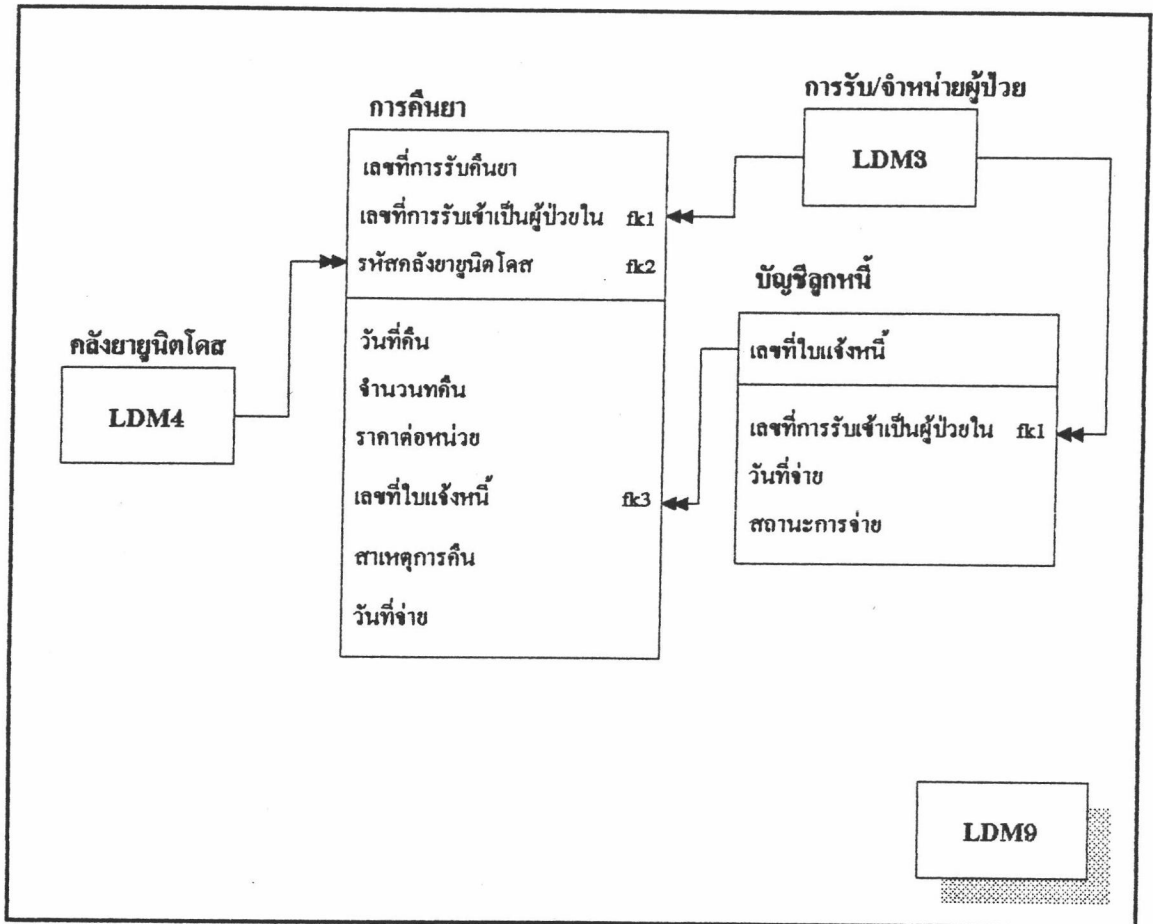 การรับ/จำหน่ายผู้ป่วย
LDM3
การคืนยา
เลขที่การรับคืนยา
เลขที่การรับเข้าเป็นผู้ป่วยใน fk1
รหัสคลังยายูนิตโดส fk2
วันที่คืน
จำนวนทคืน
ราคาต่อหน่วย
เลขที่ใบแจ้งหนี้ fk3
สาเหตุการคืน
วันที่จ่าย
คลังยายูนิตโดส
LDM4
บัญชีลูกหนี้
เลขที่ใบแจ้งหนี้
เลขที่การรับเข้าเป็นผู้ป่วยใน fk1
วันที่จ่าย
สถานะการจ่าย
LDM9